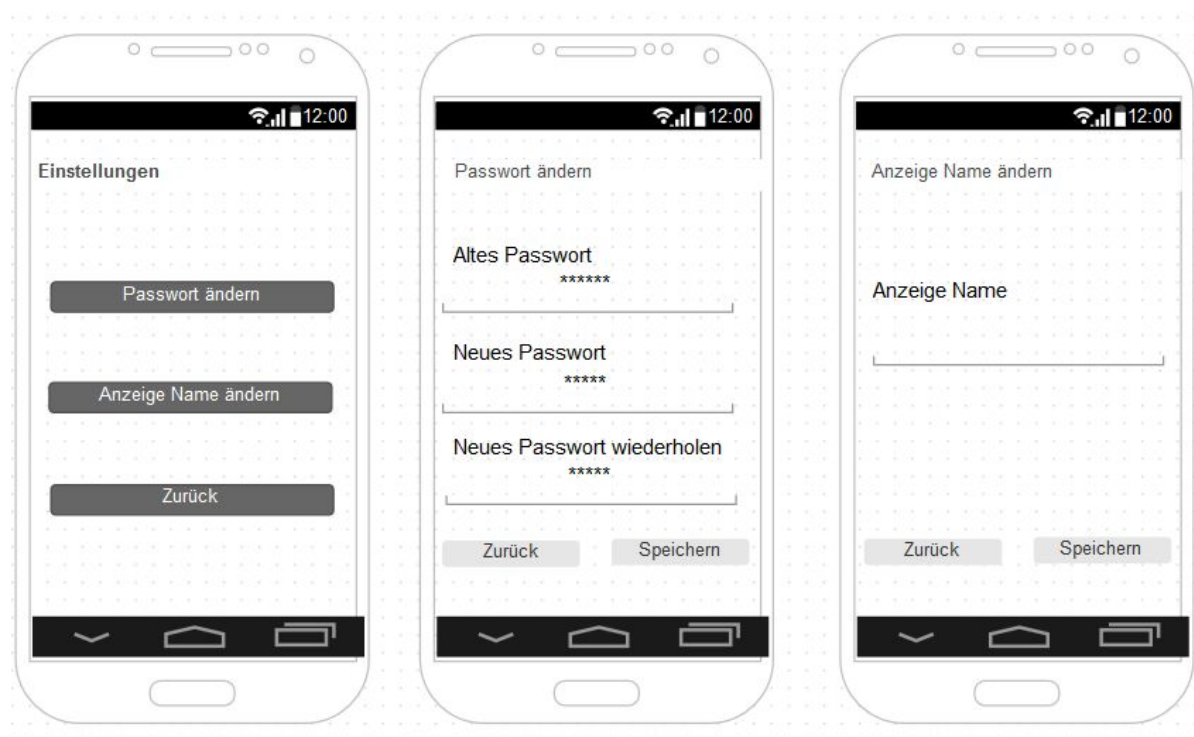 12:00
Einstellungen
Passwort ändern
Anzeige Name ändern
Zurück
12:00
Passwort ändern
Altes Passwort
******
Neues Passwort
*****
Neues Passwort wiederholen
*****
Zurück Speichern
12:00
Anzeige Name ändern
Anzeige Name
Zurück Speichern